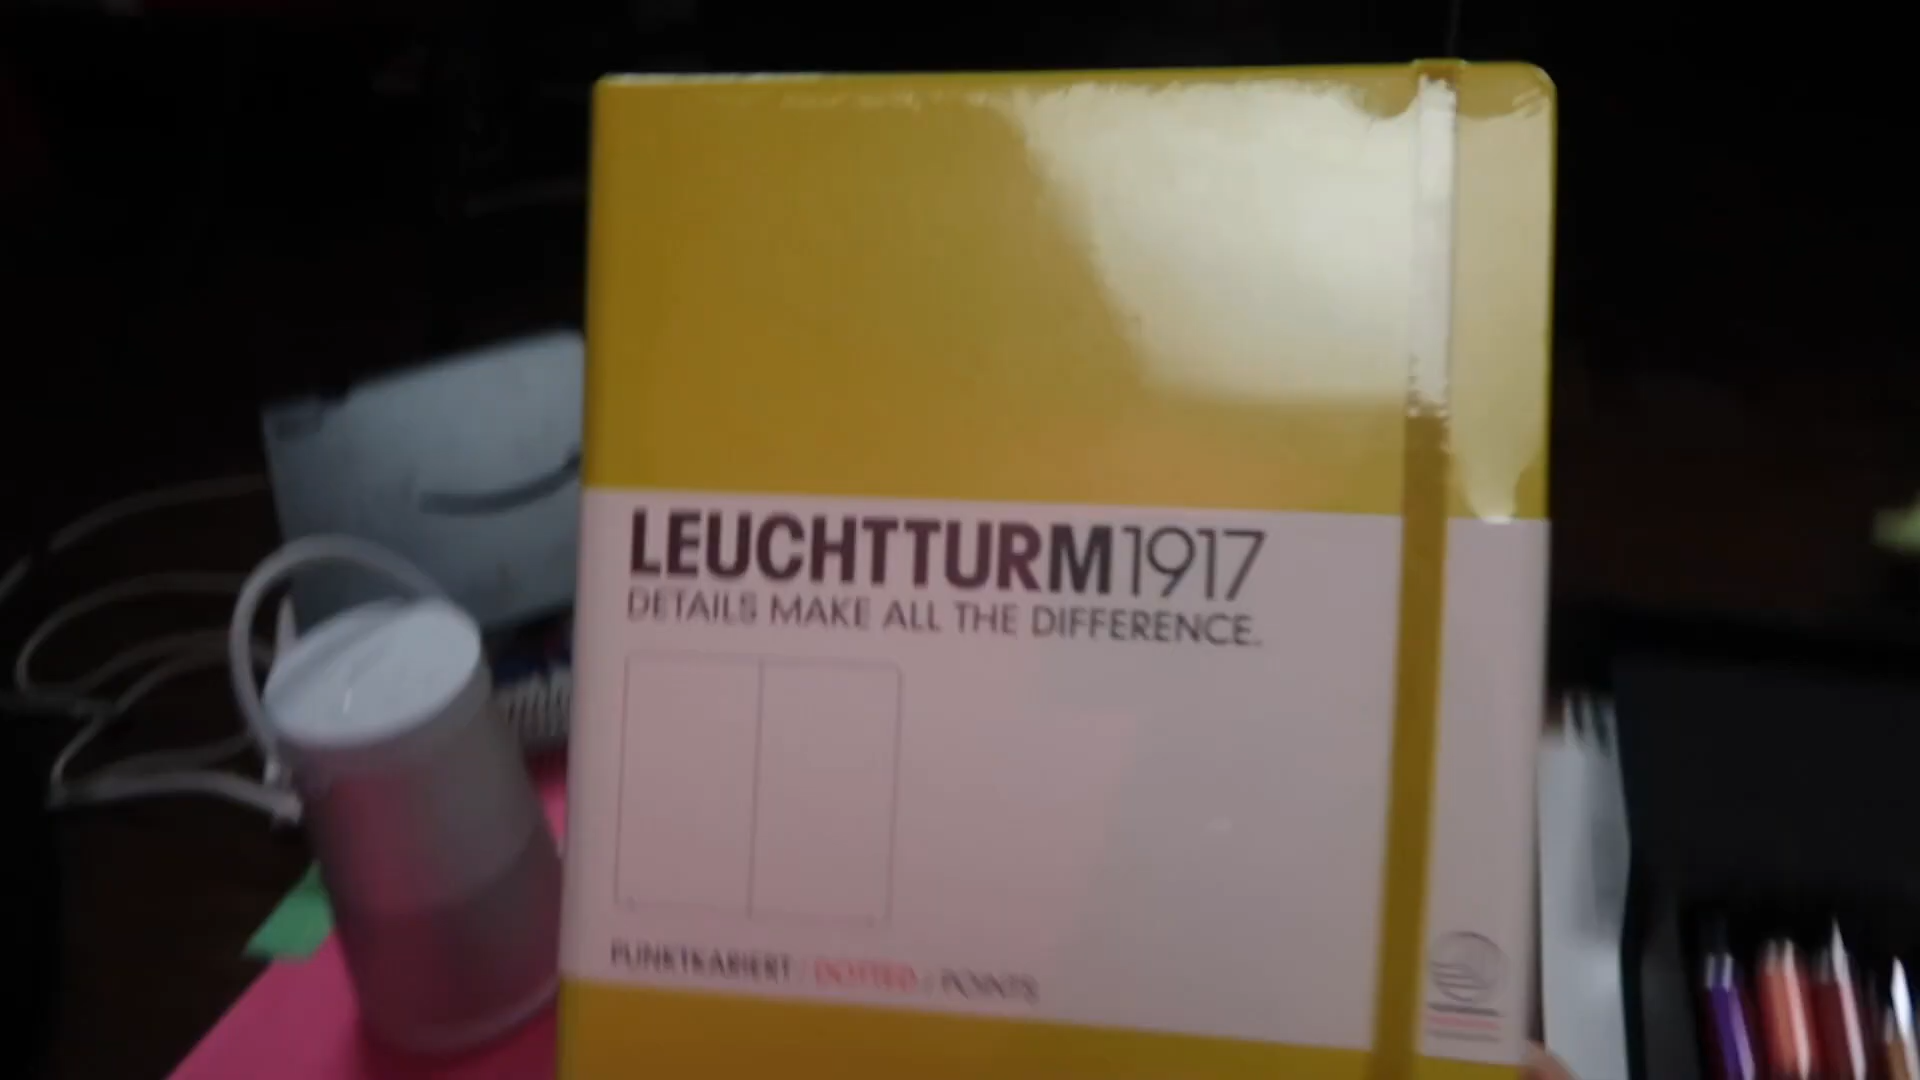 LEUCHTTURM1917
DETAILS MAKE ALL THE DIFFERENCE.
PUNKTKARIERT / DOTTED / POINTS